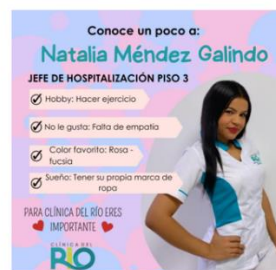 Conoce un poco a:
Natalia Méndez Galindo
JEFE DE HOSPITALIZACIÓN PISO 3
Hobby: Hacer ejercicio
No le gusta: Falta de empatía
Color favorito: Rosa -
fucsia
Sueño: Tener su propia marca de
ropa
PARA CLÍNICA DEL RÍO ERES
IMPORTANTE
CLÍNICA DEL
RÍO